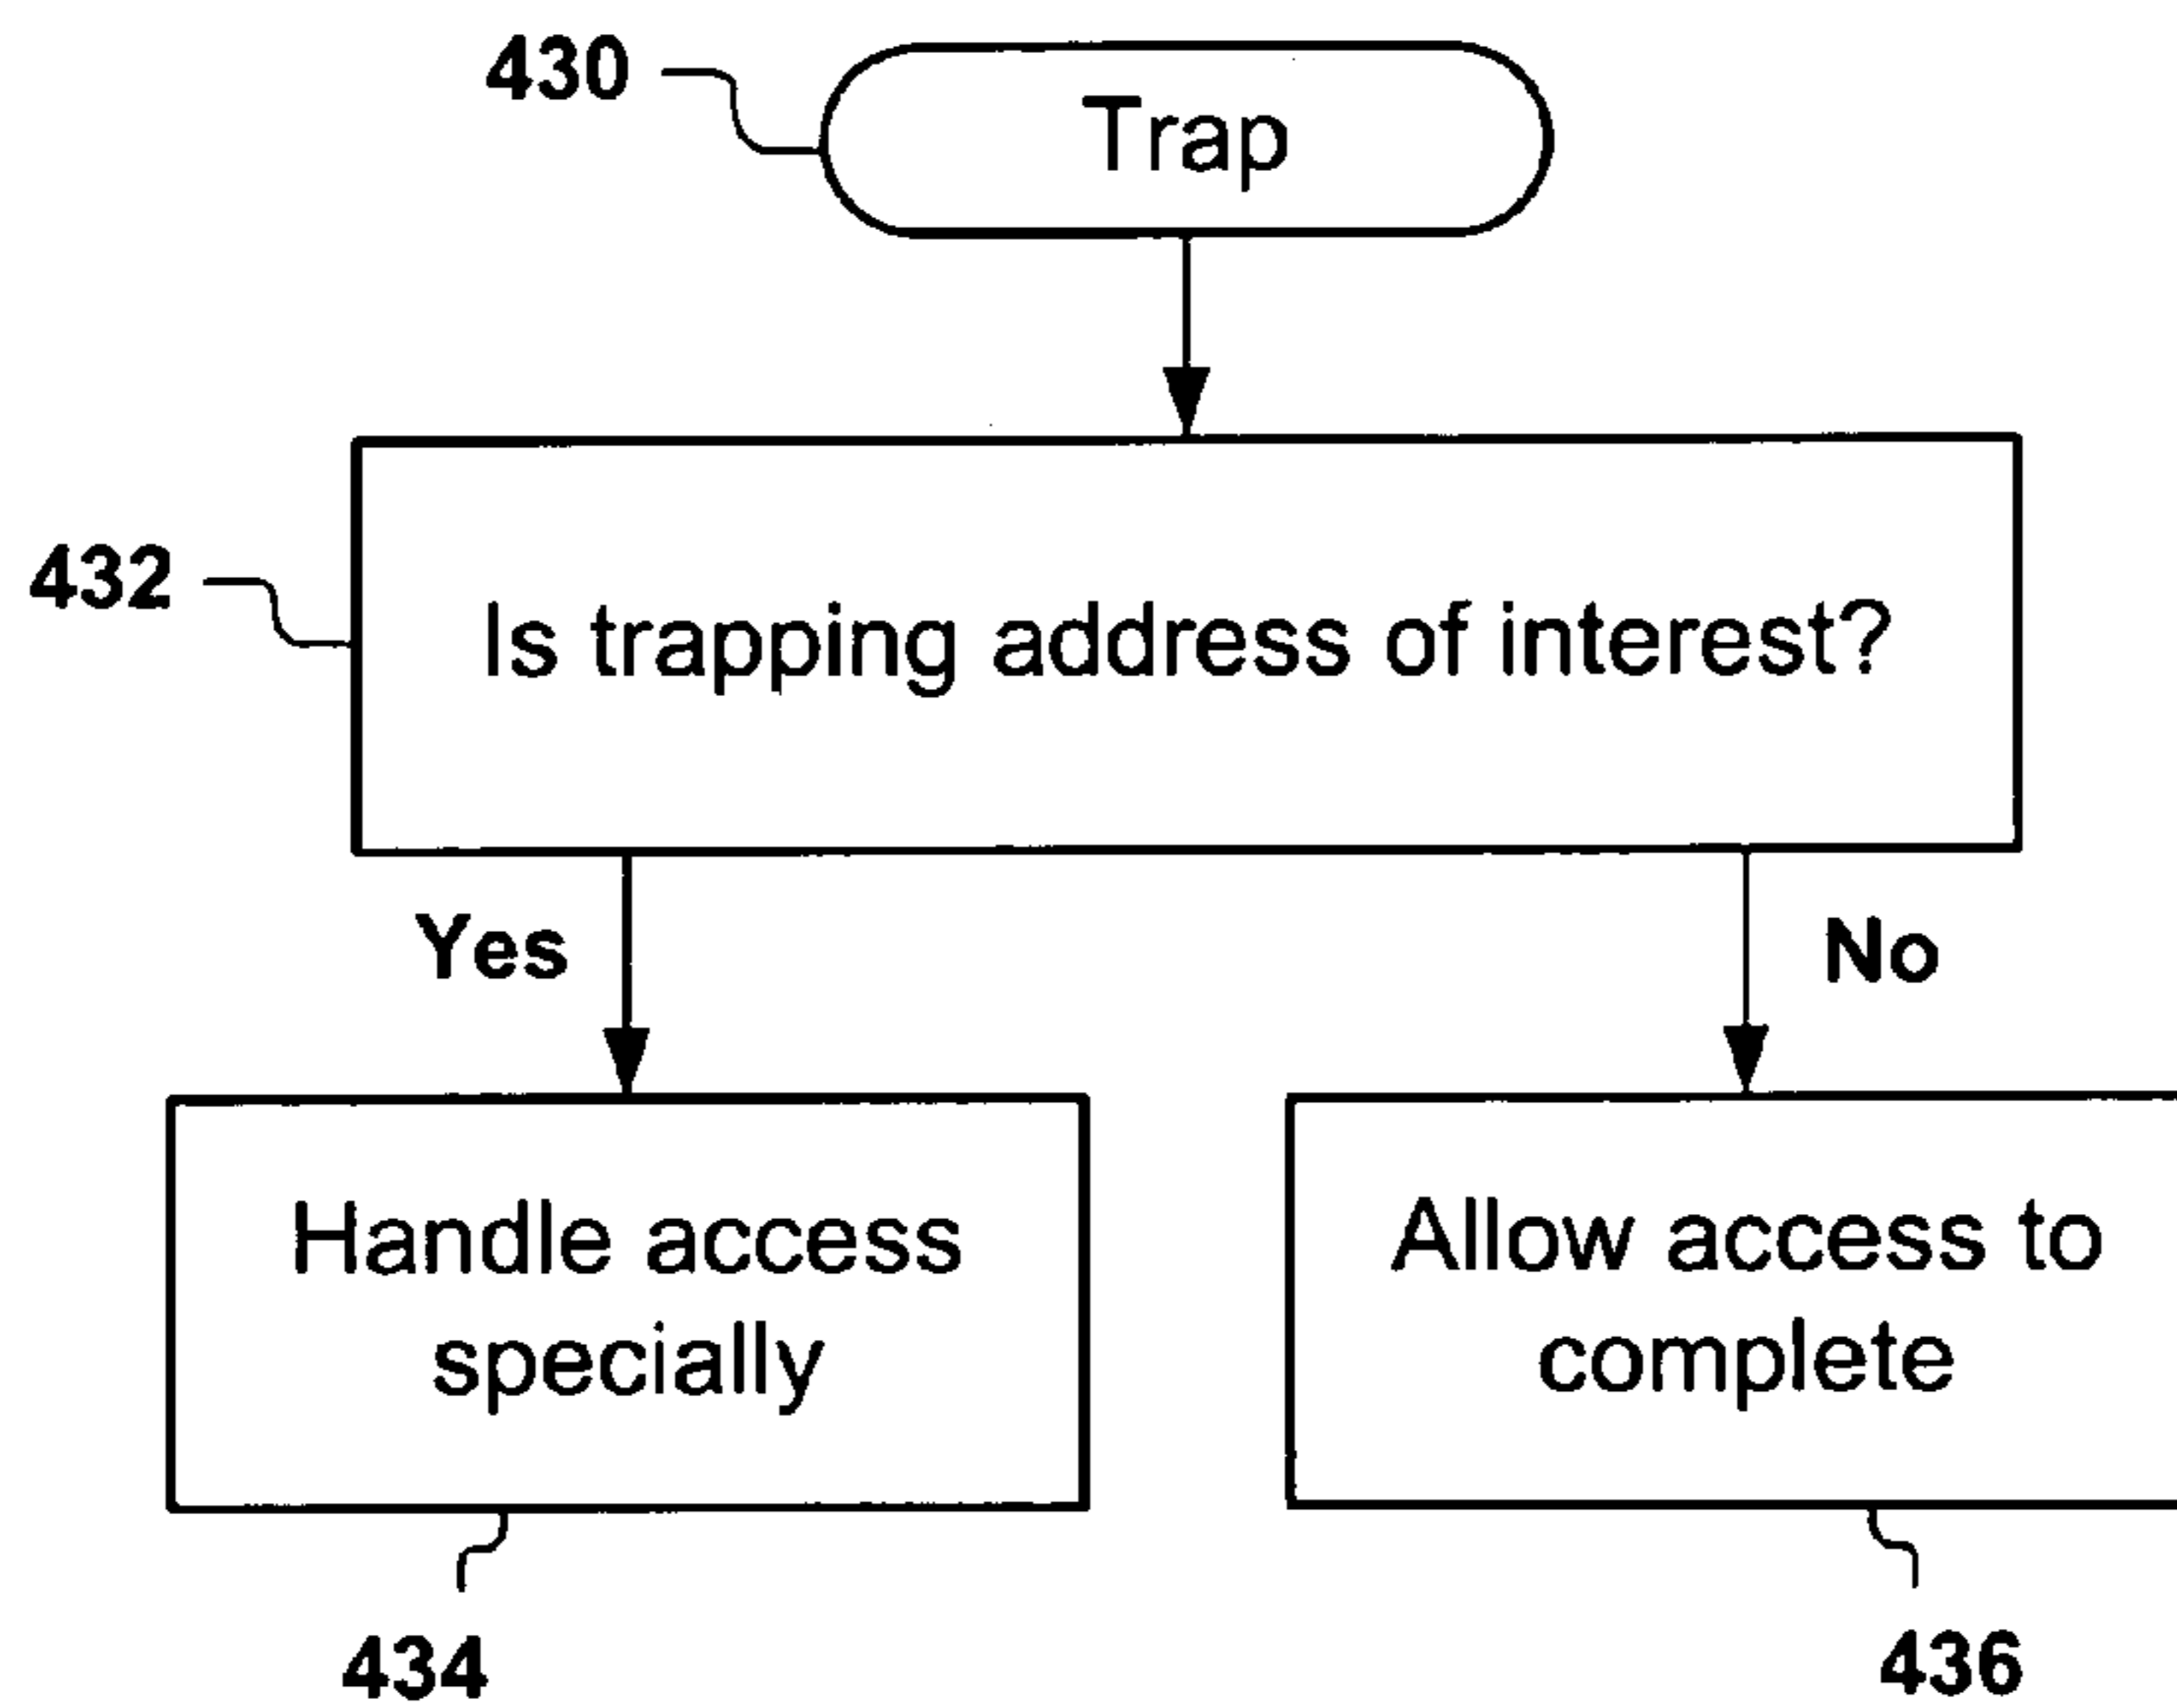 430
Trap
432
Is trapping address of interest?
Yes
No
Handle access
specially
Allow access to
complete
434
436